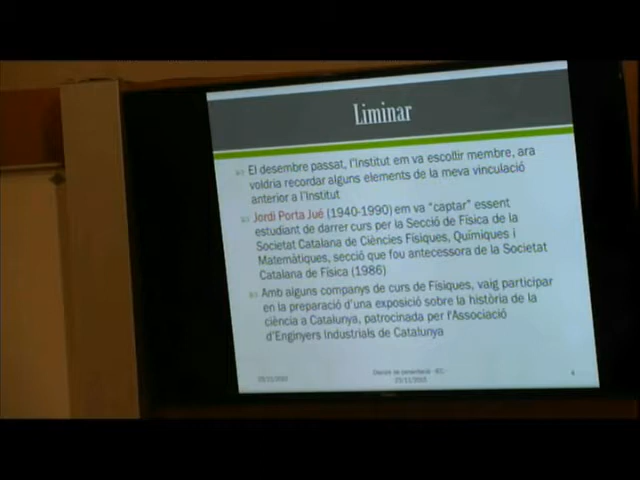 Liminar
El desembre passat, l'Institut em va escollir membre, ara
voldria recordar alguns elements de la meva vinculació
anterior a l'Institut
Jordi Porta Jué (1940-1990) em va "captar" essent
estudiant de darrer curs per la Secció de Física de la
Societat Catalana de Ciències Físiques, Químiques i
Matemàtiques, secció que fou antecessora de la Societat
Catalana de Física (1986)
Amb alguns companys de curs de Físiques, vaig participar
en la preparació d'una exposició sobre la història de la
ciència a Catalunya, patrocinada per l'Associació
d'Enginyers Industrials de Catalunya